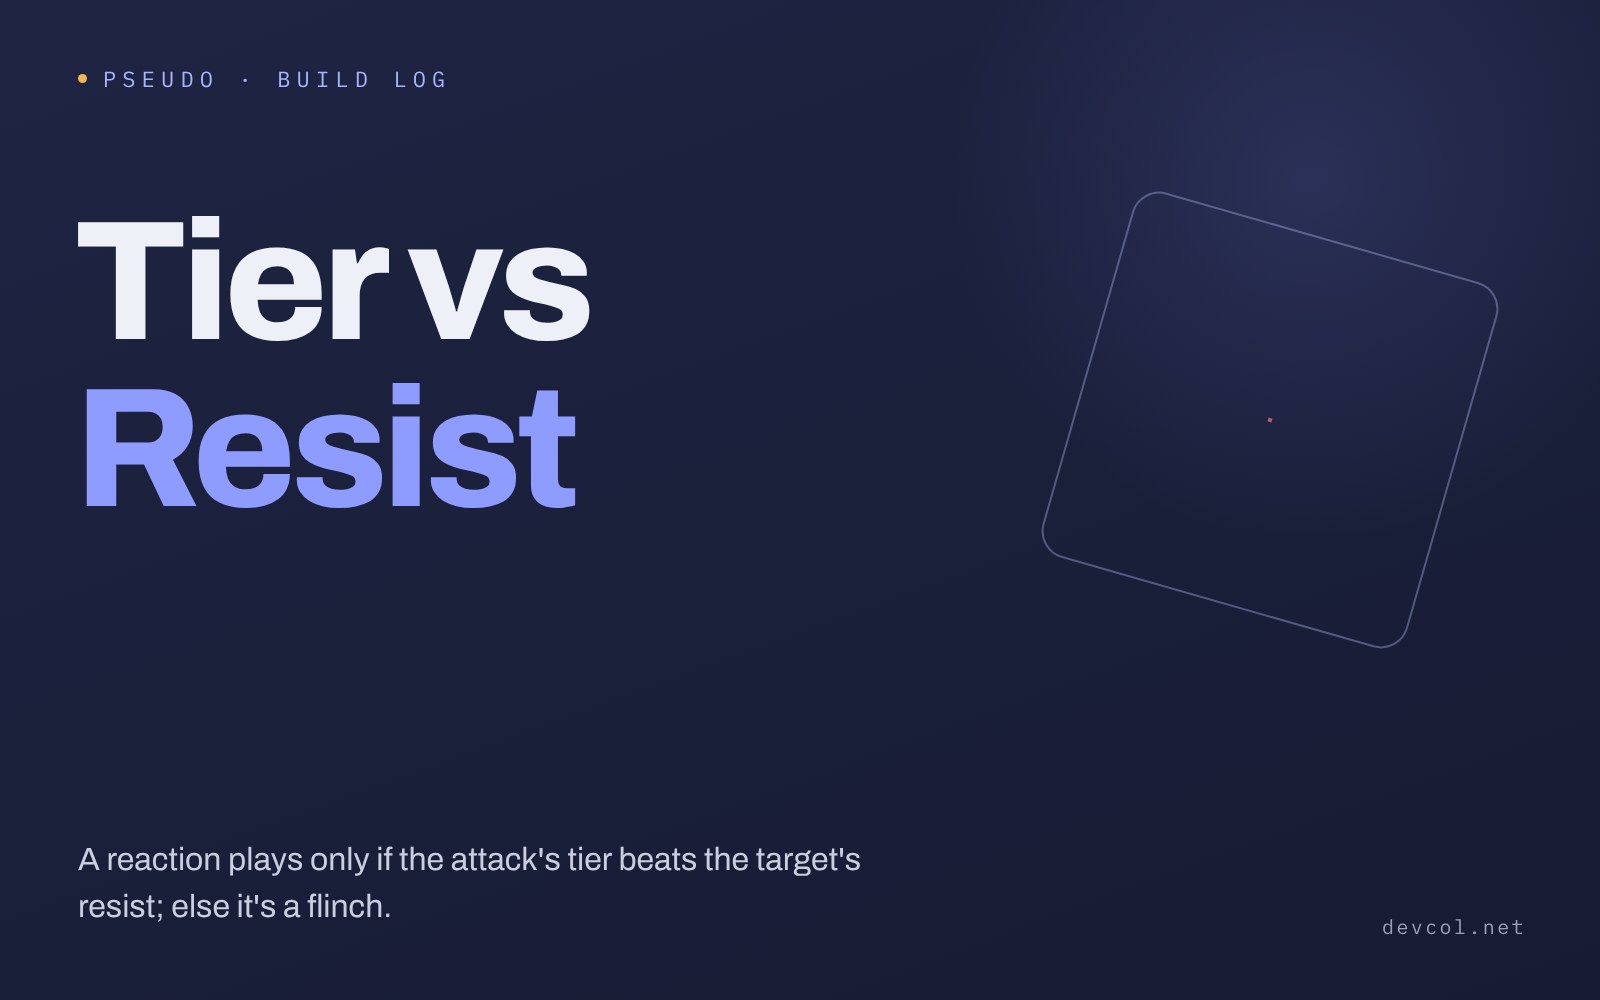 PSEUDO · BUILD LOG
Tier vs
Resist
A reaction plays only if the attack's tier beats the target's
resist; else it's a flinch.
devcol.net